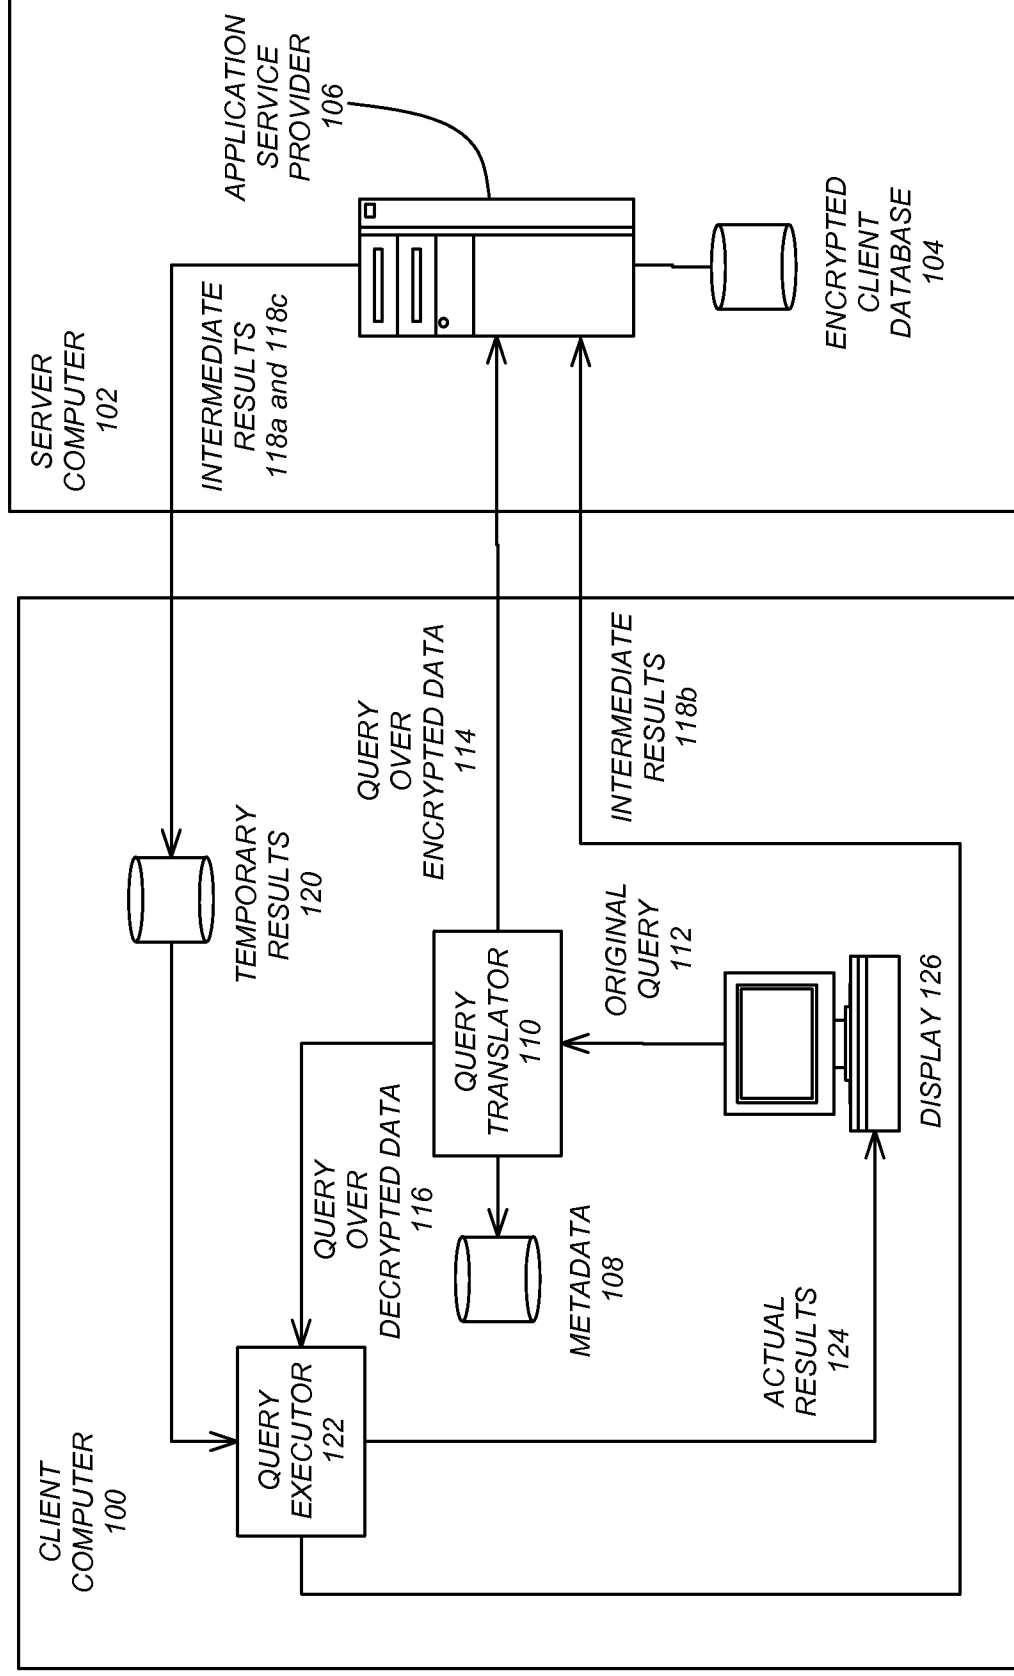 CLIENT
COMPUTER
100
SERVER
COMPUTER
102
TEMPORARY
RESULTS
120
INTERMEDIATE
RESULTS
118a and 118c
APPLICATION
SERVICE
PROVIDER
106
QUERY
EXECUTOR
122
QUERY
OVER
DECRYPTED DATA
116
QUERY
OVER
ENCRYPTED DATA
114
QUERY
TRANSLATOR
110
METADATA
108
ORIGINAL
QUERY
112
INTERMEDIATE
RESULTS
118b
ACTUAL
RESULTS
124
DISPLAY 126
ENCRYPTED
CLIENT
DATABASE
104